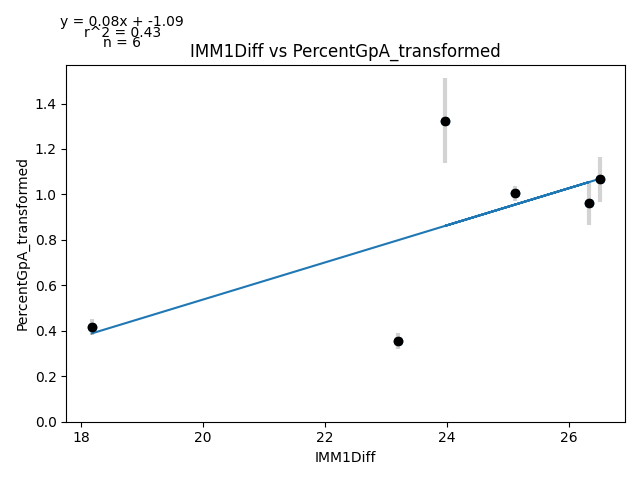 y = 0.08x + -1.09
r^2 = 0.43
n = 6
IMM1Diff vs PercentGpA_transformed
PercentGpA_transformed
1.4
1.2
1.0
0.8
0.6
0.4
0.2
0.0
18 20 22 24 26
IMM1Diff